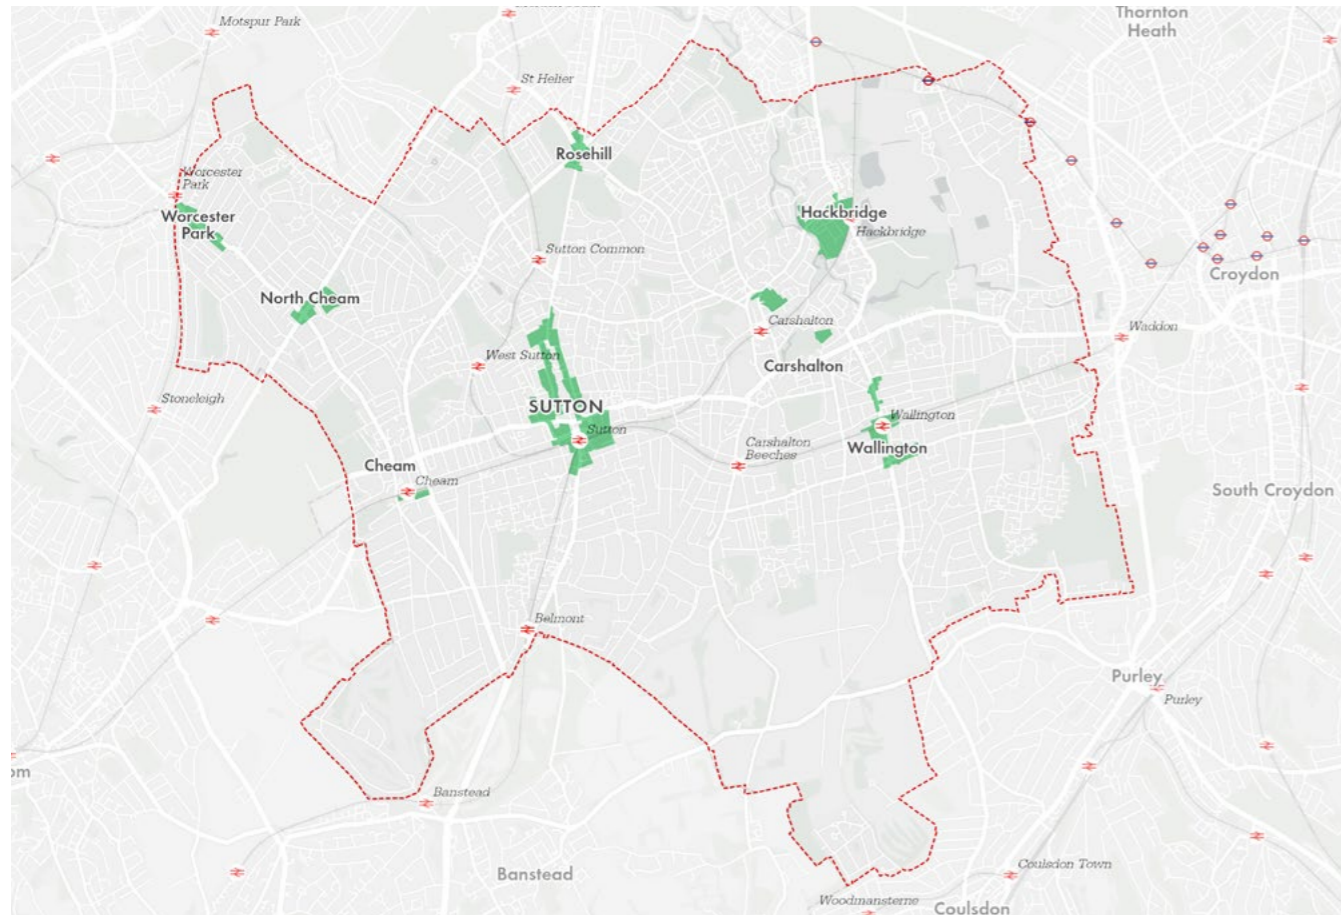 Motspur Park
Thornton
Heath
St Helier
Rosehill
Worcester
Park
Worcester
Park
Hackbridge
Hackbridge
Sutton Common
Croydon
North Cheam
Carshalton
Waddon
West Sutton
Carshalton
Stoneleigh
SUTTON
Sutton
Wallington
Wallington
Carshalton
Beeches
Cheam
Cheam
South Croydon
Belmont
Purley
Purley
om
Banstead
Banstead
Coulsdon Town
Woodmansterne
Coulsdon